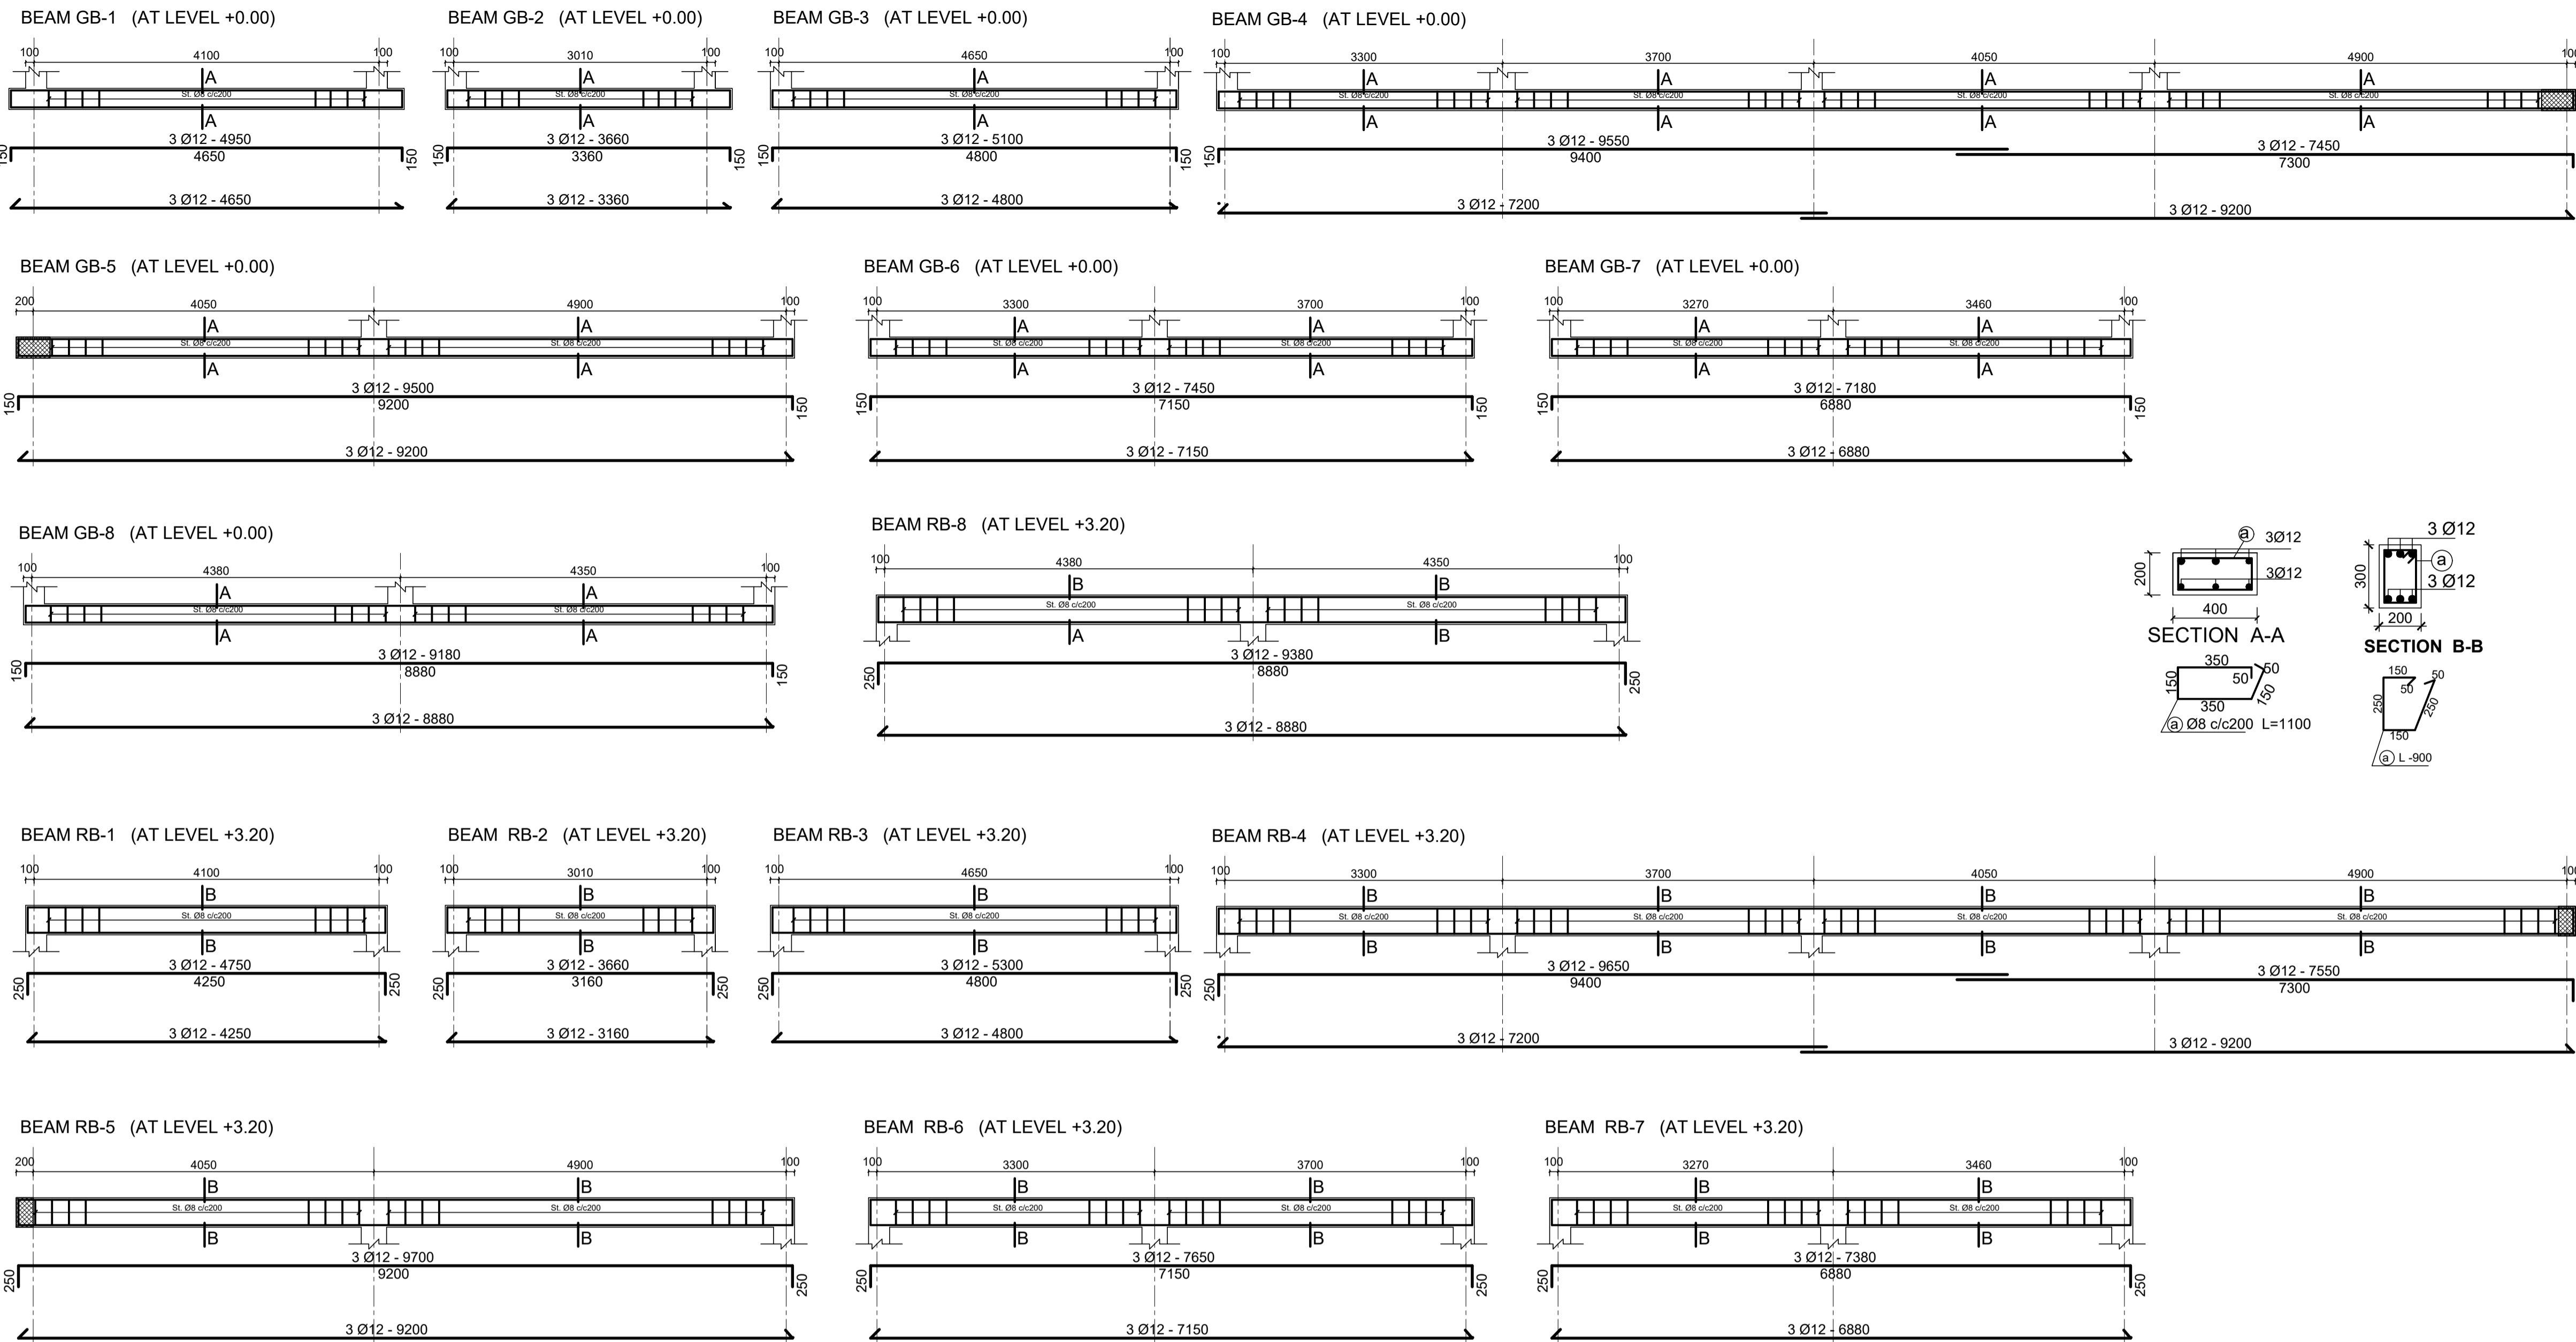 BEAM GB-1 (AT LEVEL +0.00)
100 4100 100
A
St. Ø8 c/c200
A
3 Ø12 - 4950
150 4650 150
3 Ø12 - 4650
BEAM GB-2 (AT LEVEL +0.00)
100 3010 100
A
St. Ø8 c/c200
A
3 Ø12 - 3660
150 3360 150
3 Ø12 - 3360
BEAM GB-3 (AT LEVEL +0.00)
100 4650 100
A
St. Ø8 c/c200
A
3 Ø12 - 5100
150 4800 150
3 Ø12 - 4800
BEAM GB-4 (AT LEVEL +0.00)
100 3300 3700 4050 4900 100
A A A A
St. Ø8 c/c200 St. Ø8 c/c200 St. Ø8 c/c200 St. Ø8 c/c200
A A A A
3 Ø12 - 9550 3 Ø12 - 7450
150 9400 7300
3 Ø12 - 7200 3 Ø12 - 9200
BEAM GB-5 (AT LEVEL +0.00)
200 4050 4900 100
A A
St. Ø8 c/c200 St. Ø8 c/c200
A A
3 Ø12 - 9500
150 9200 150
3 Ø12 - 9200
BEAM GB-6 (AT LEVEL +0.00)
100 3300 3700 100
A A
St. Ø8 c/c200 St. Ø8 c/c200
A A
3 Ø12 - 7450
150 7150 150
3 Ø12 - 7150
BEAM GB-7 (AT LEVEL +0.00)
100 3270 3460 100
A A
St. Ø8 c/c200 St. Ø8 c/c200
A A
3 Ø12 - 7180
150 6880 150
3 Ø12 - 6880
BEAM GB-8 (AT LEVEL +0.00)
100 4380 4350 100
A A
St. Ø8 c/c200 St. Ø8 c/c200
A A
3 Ø12 - 9180
150 8880 150
3 Ø12 - 8880
BEAM RB-8 (AT LEVEL +3.20)
100 4380 4350 100
B B
St. Ø8 c/c200 St. Ø8 c/c200
A B
3 Ø12 - 9380
250 8880 250
3 Ø12 - 8880
a 3Ø12
200 3Ø12
400
SECTION A-A
350 50
150 50 150
350
a Ø8 c/c200 L=1100
3 Ø12
300 a
3 Ø12
200
SECTION B-B
150 50
50
250 250
150
a L -900
BEAM RB-1 (AT LEVEL +3.20)
100 4100 100
B
St. Ø8 c/c200
B
3 Ø12 - 4750
250 4250 250
3 Ø12 - 4250
BEAM RB-2 (AT LEVEL +3.20)
100 3010 100
B
St. Ø8 c/c200
B
3 Ø12 - 3660
250 3160 250
3 Ø12 - 3160
BEAM RB-3 (AT LEVEL +3.20)
100 4650 100
B
St. Ø8 c/c200
B
3 Ø12 - 5300
250 4800 250
3 Ø12 - 4800
BEAM RB-4 (AT LEVEL +3.20)
100 3300 3700 4050 4900 100
B B B B
St. Ø8 c/c200 St. Ø8 c/c200 St. Ø8 c/c200 St. Ø8 c/c200
B B B B
3 Ø12 - 9650 3 Ø12 - 7550
250 9400 7300
3 Ø12 - 7200 3 Ø12 - 9200
BEAM RB-5 (AT LEVEL +3.20)
200 4050 4900 100
B B
St. Ø8 c/c200 St. Ø8 c/c200
B B
3 Ø12 - 9700
250 9200 250
3 Ø12 - 9200
BEAM RB-6 (AT LEVEL +3.20)
100 3300 3700 100
B B
St. Ø8 c/c200 St. Ø8 c/c200
B B
3 Ø12 - 7650
250 7150 250
3 Ø12 - 7150
BEAM RB-7 (AT LEVEL +3.20)
100 3270 3460 100
B B
St. Ø8 c/c200 St. Ø8 c/c200
B B
3 Ø12 - 7380
250 6880 250
3 Ø12 - 6880